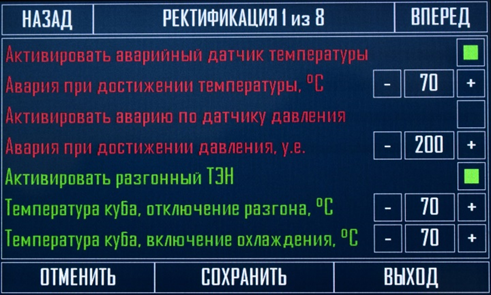 НАЗАД РЕКТИФИКАЦИЯ 1 из 8 ВПЕРЕД
Активировать аварийный датчик температуры
Авария при достижении температуры, °C - 70 +
Активировать аварию по датчику давления
Авария при достижении давления, у.е. - 200 +
Активировать разгонный ТЭН
Температура куба, отключение разгона, °C - 70 +
Температура куба, включение охлаждения, °C - 70 +
ОТМЕНИТЬ СОХРАНИТЬ ВЫХОД